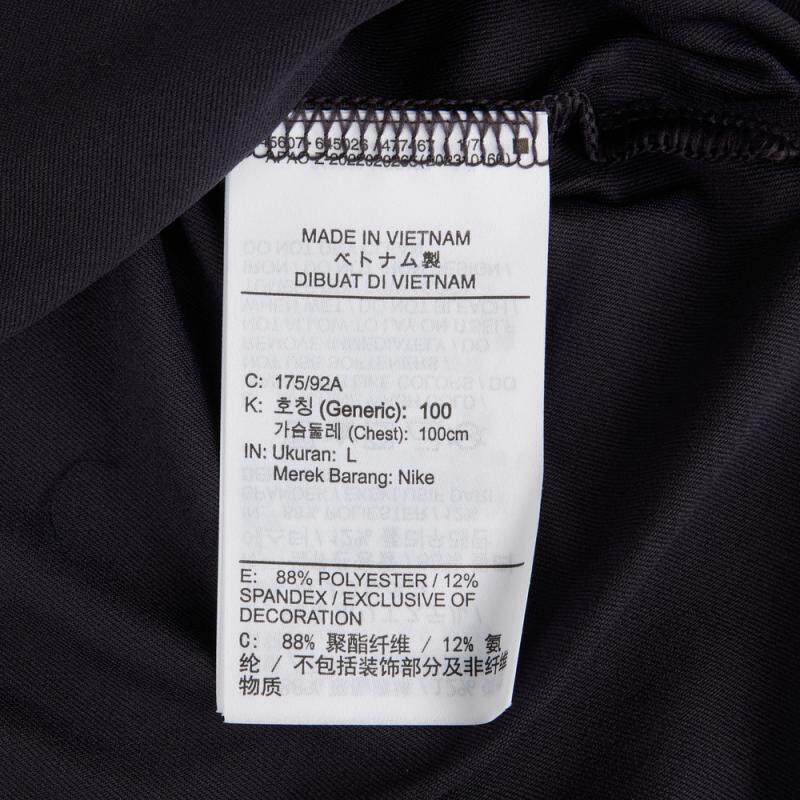 MADE IN VIETNAM
ベトナム製
DIBUAT DI VIETNAM
C: 175/92A
K: 호칭 (Generic): 100
가슴둘레 (Chest): 100cm
IN: Ukuran: L
Merek Barang: Nike
E: 88% POLYESTER / 12%
SPANDEX / EXCLUSIVE OF
DECORATION
C: 88% 聚酯纤维 / 12% 氨
纶 / 不包括装饰部分及非纤维
物质